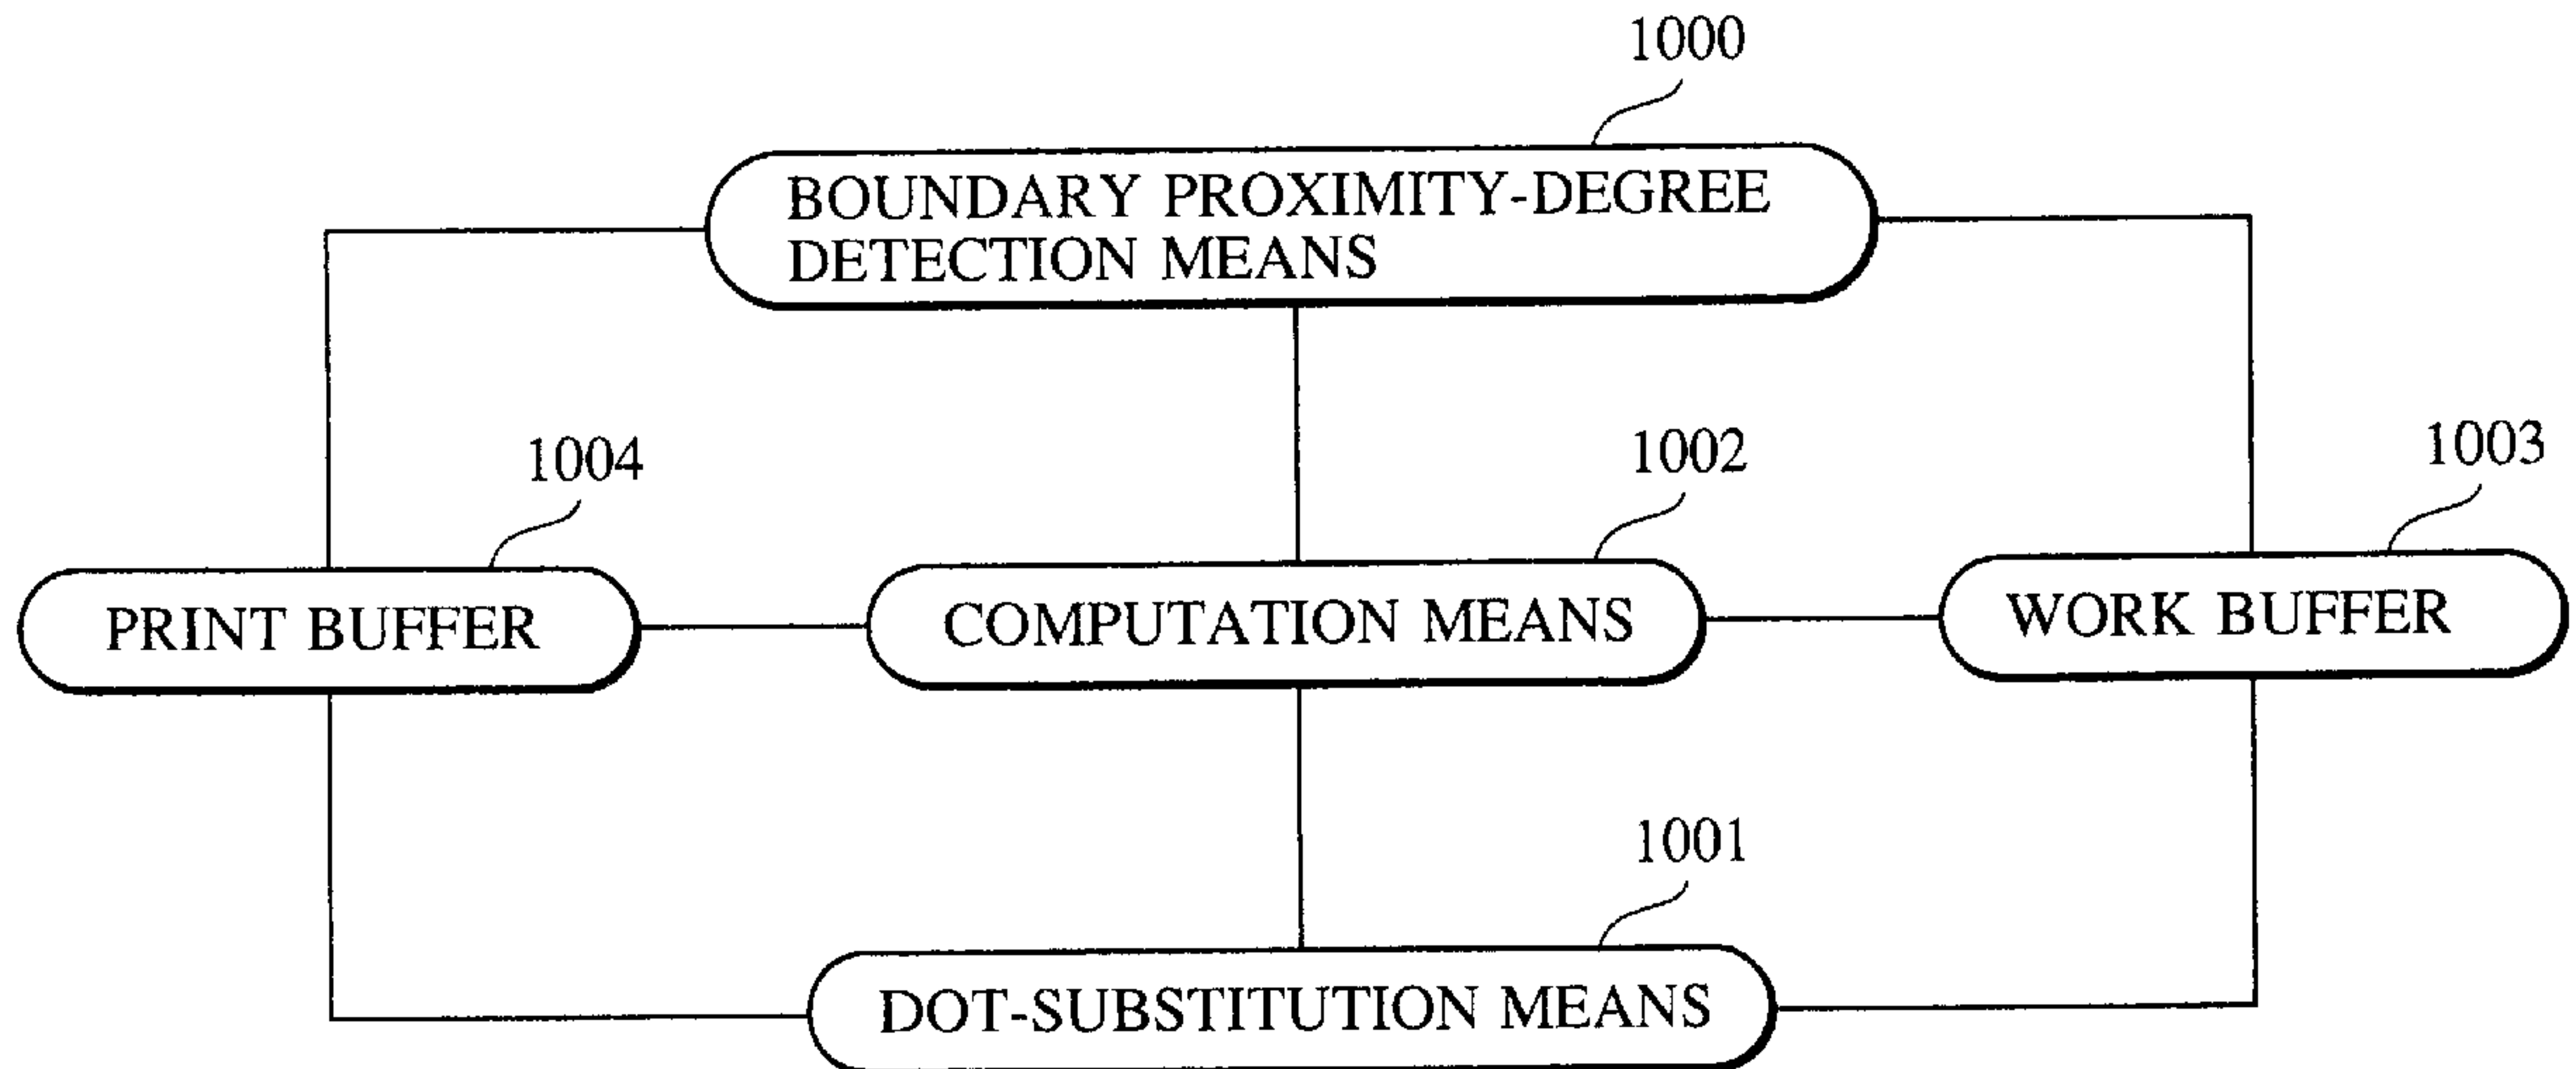 1000
BOUNDARY PROXIMITY-DEGREE
DETECTION MEANS
1004
1002
1003
PRINT BUFFER
COMPUTATION MEANS
WORK BUFFER
1001
DOT-SUBSTITUTION MEANS